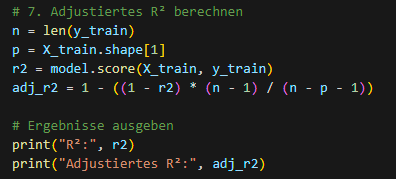 # 7. Adjustiertes R² berechnen
n = len(y_train)
p = X_train.shape[1]
r2 = model.score(X_train, y_train)
adj_r2 = 1 - ((1 - r2) * (n - 1) / (n - p - 1))

# Ergebnisse ausgeben
print("R²:", r2)
print("Adjustiertes R²:", adj_r2)